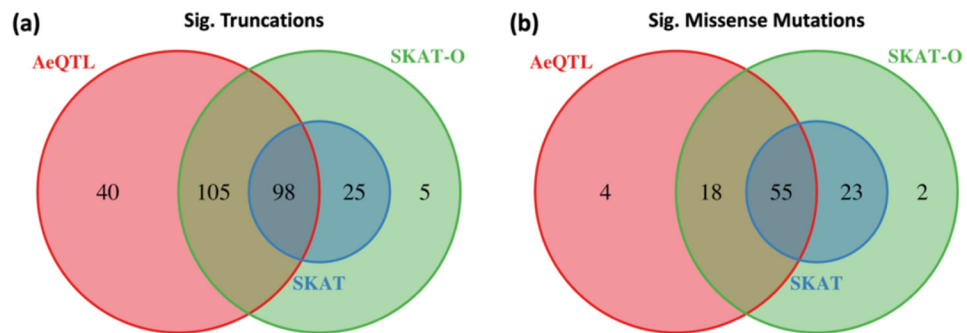 (a) Sig. Truncations
AeQTL
SKAT-O
40 105 98 25 5
SKAT
(b) Sig. Missense Mutations
AeQTL
SKAT-O
4 18 55 23 2
SKAT